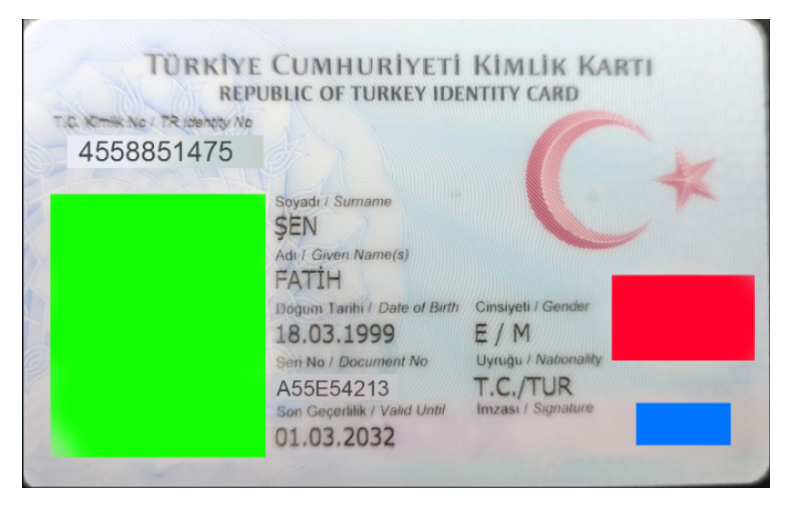 TÜRKİYE CUMHURİYETİ KİMLİK KARTI
REPUBLIC OF TURKEY IDENTITY CARD
T.C. Kimlik No / TR Identity No
4558851475
Soyadı / Surname
ŞEN
Adı / Given Name(s)
FATİH
Doğum Tarihi / Date of Birth
18.03.1999
Cinsiyeti / Gender
E / M
Seri No / Document No
A55E54213
Uyruğu / Nationality
T.C./TUR
Son Geçerlilik / Valid Until
01.03.2032
İmzası / Signature